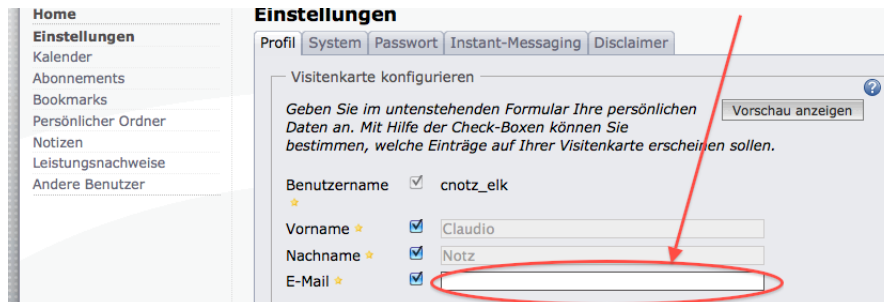 Home
Einstellungen
Kalender
Abonnements
Bookmarks
Persönlicher Ordner
Notizen
Leistungsnachweise
Andere Benutzer
Einstellungen
Profil System Passwort Instant-Messaging Disclaimer
Visitenkarte konfigurieren
Geben Sie im untenstehenden Formular Ihre persönlichen
Daten an. Mit Hilfe der Check-Boxen können Sie
bestimmen, welche Einträge auf Ihrer Visitenkarte erscheinen sollen.
?
Vorschau anzeigen
Benutzername cnotz_elk
Vorname Claudio
Nachname Notz
E-Mail